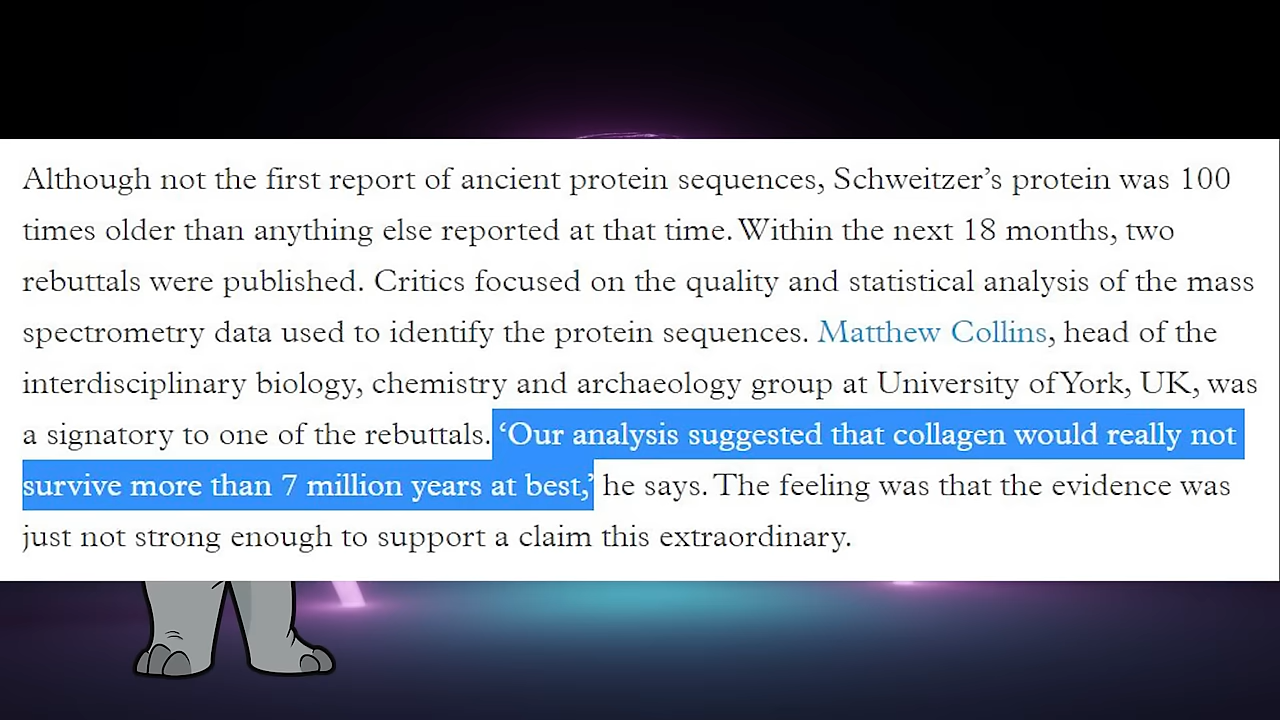 Although not the first report of ancient protein sequences, Schweitzer’s protein was 100
times older than anything else reported at that time. Within the next 18 months, two
rebuttals were published. Critics focused on the quality and statistical analysis of the mass
spectrometry data used to identify the protein sequences. Matthew Collins, head of the
interdisciplinary biology, chemistry and archaeology group at University of York, UK, was
a signatory to one of the rebuttals. ‘Our analysis suggested that collagen would really not
survive more than 7 million years at best,’ he says. The feeling was that the evidence was
just not strong enough to support a claim this extraordinary.